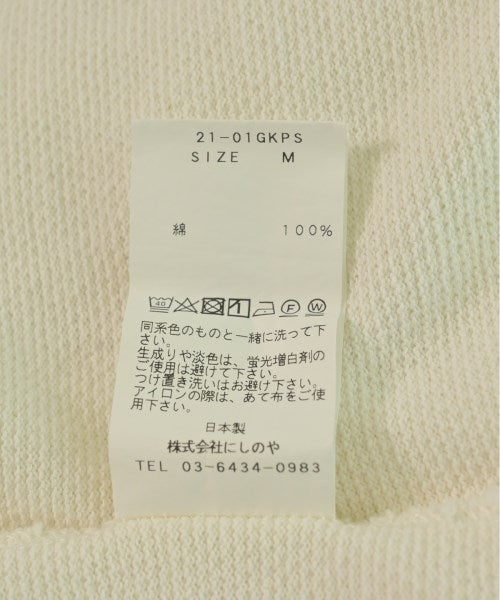 21-01GKPS
SIZE M
綿 100%
40
F W
同系色のものと一緒に洗って下
さい。
生成りや淡色は、蛍光増白剤の
ご使用は避けて下さい。
つけ置き洗いはお避け下さい。
アイロンの際は、あて布をご使
用下さい。
日本製
株式会社にしのや
TEL 03-6434-0983